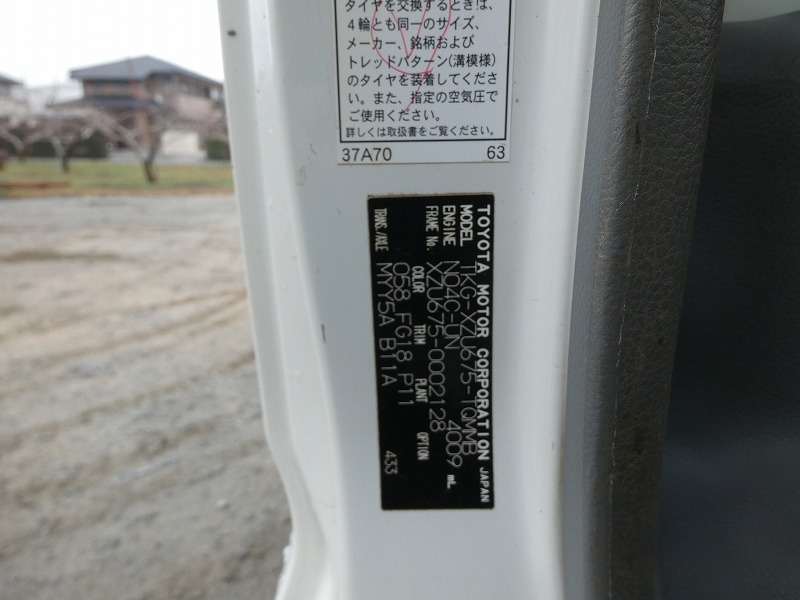 タイヤを交換するときは、
4輪とも同一のサイズ、
メーカー、銘柄および
トレッドパターン(溝模様)
のタイヤを装着してくださ
い。また、指定の空気圧で
ご使用ください。
詳しくは取扱書をご覧ください。
37A70 63
TOYOTA MOTOR CORPORATION JAPAN
MODEL TKG-XZU675-TQMMB
ENGINE N04C-UN 4009 mL
FRAME No. XZU675-0002128
COLOR TRIM PLANT OPTION
058 FG18 P11
TRANS./AXLE MYY5A B11A 433